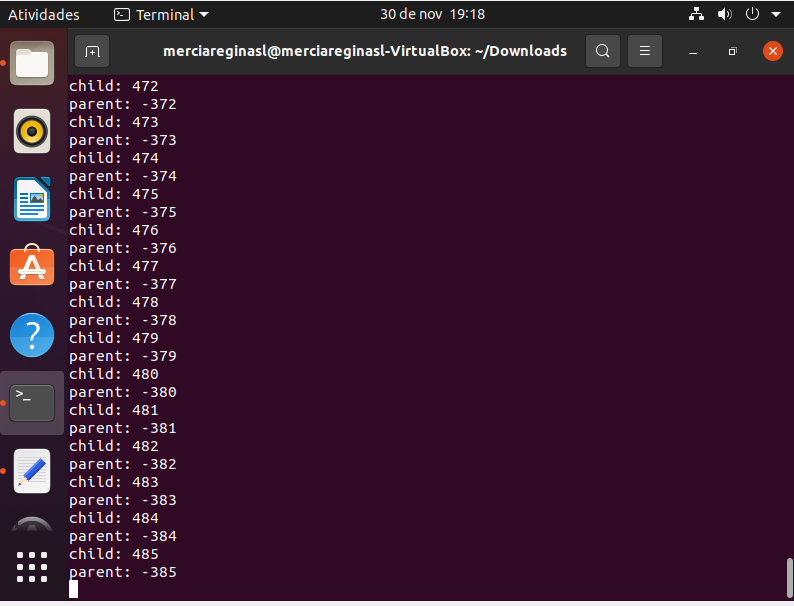 Atividades
Terminal
30 de nov 19:18
merciareginasl@merciareginasl-VirtualBox: ~/Downloads
child: 472
parent: -372
child: 473
parent: -373
child: 474
parent: -374
child: 475
parent: -375
child: 476
parent: -376
child: 477
parent: -377
child: 478
parent: -378
child: 479
parent: -379
child: 480
parent: -380
child: 481
parent: -381
child: 482
parent: -382
child: 483
parent: -383
child: 484
parent: -384
child: 485
parent: -385